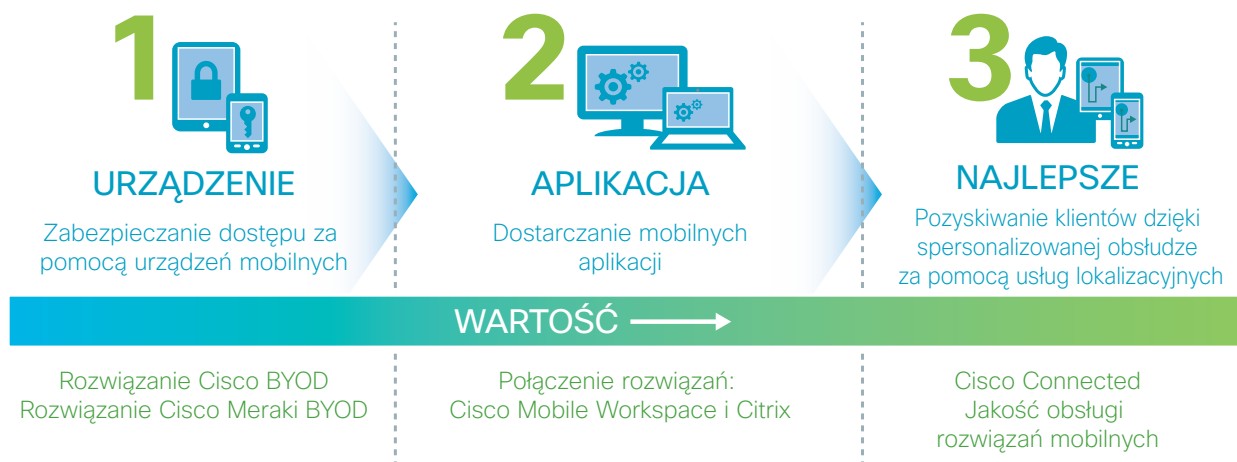 1
URZĄDZENIE
Zabezpieczanie dostępu za
pomocą urządzeń mobilnych
2
APLIKACJA
Dostarczanie mobilnych
aplikacji
3
NAJLEPSZE
Pozyskiwanie klientów dzięki
spersonalizowanej obsłudze
za pomocą usług lokalizacyjnych
WARTOŚĆ
Rozwiązanie Cisco BYOD
Rozwiązanie Cisco Meraki BYOD
Połączenie rozwiązań:
Cisco Mobile Workspace i Citrix
Cisco Connected
Jakość obsługi
rozwiązań mobilnych